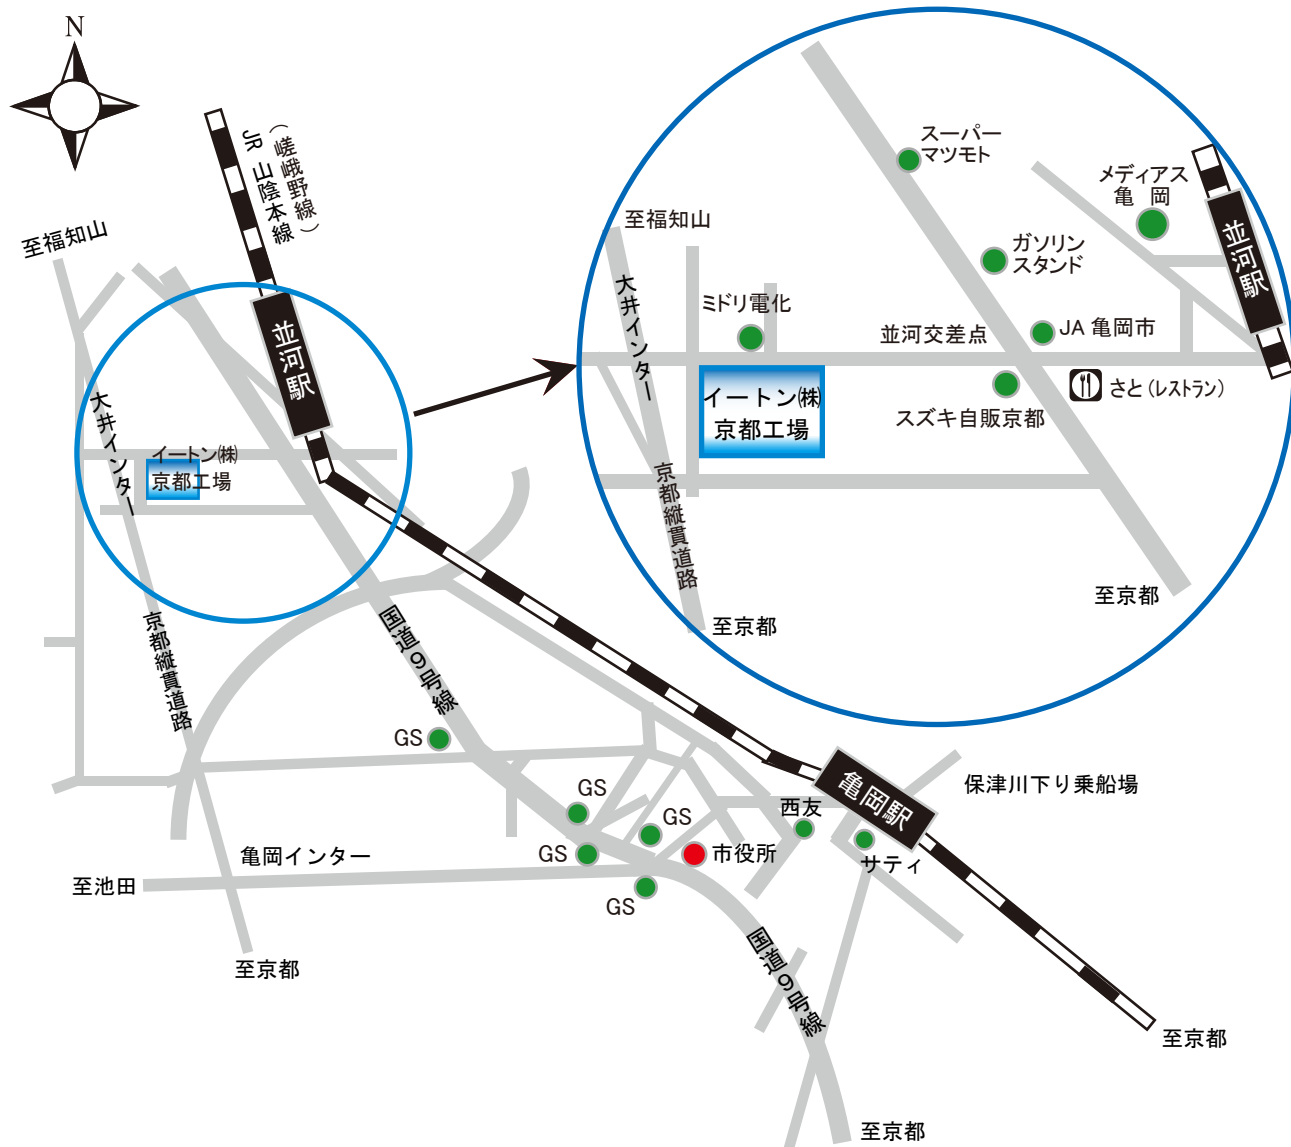 N
JR 山陰本線
（嵯峨野線）
至福知山
並河駅
大井インター
イートン㈱
京都工場
京都縦貫道路
国道9号線
GS
GS
GS
GS
GS
市役所
西友
亀岡駅
サティ
保津川下り乗船場
亀岡インター
至池田
至京都
国道9号線
至京都
至京都
スーパー
マツモト
メディアス
亀 岡
並河駅
至福知山
ガソリン
スタンド
大井インター
ミドリ電化
並河交差点
JA 亀岡市
イートン㈱
京都工場
スズキ自販京都
さと（レストラン）
京都縦貫道路
至京都
至京都